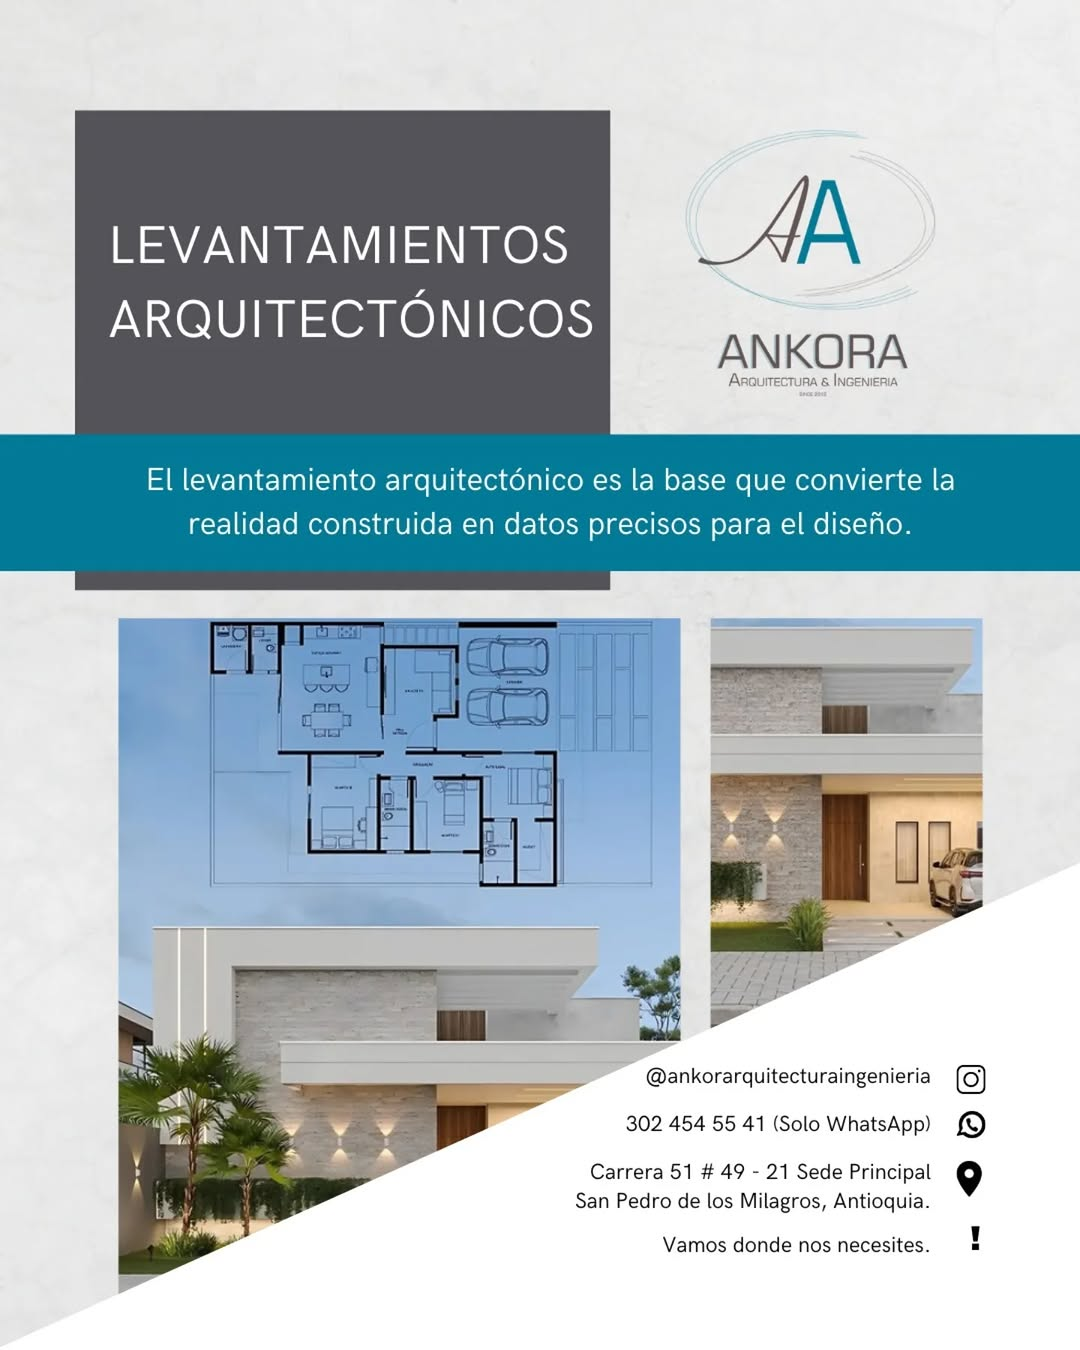 LEVANTAMIENTOS
ARQUITECTÓNICOS
AA
ANKORA
ARQUITECTURA & INGENIERIA
El levantamiento arquitectónico es la base que convierte la
realidad construida en datos precisos para el diseño.
@ankorarquitecturaingenieria
302 454 55 41 (Solo WhatsApp)
Carrera 51 # 49 - 21 Sede Principal
San Pedro de los Milagros, Antioquia.
Vamos donde nos necesites.
!